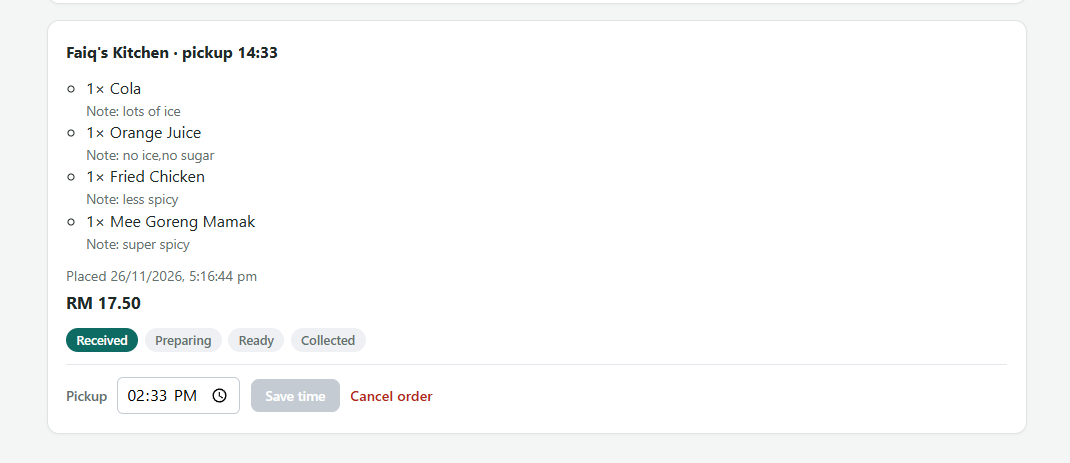 Faiq's Kitchen · pickup 14:33
1× Cola
Note: lots of ice
1× Orange Juice
Note: no ice,no sugar
1× Fried Chicken
Note: less spicy
1× Mee Goreng Mamak
Note: super spicy
Placed 26/11/2026, 5:16:44 pm
RM 17.50
Received Preparing Ready Collected
Pickup 02:33 PM Save time Cancel order